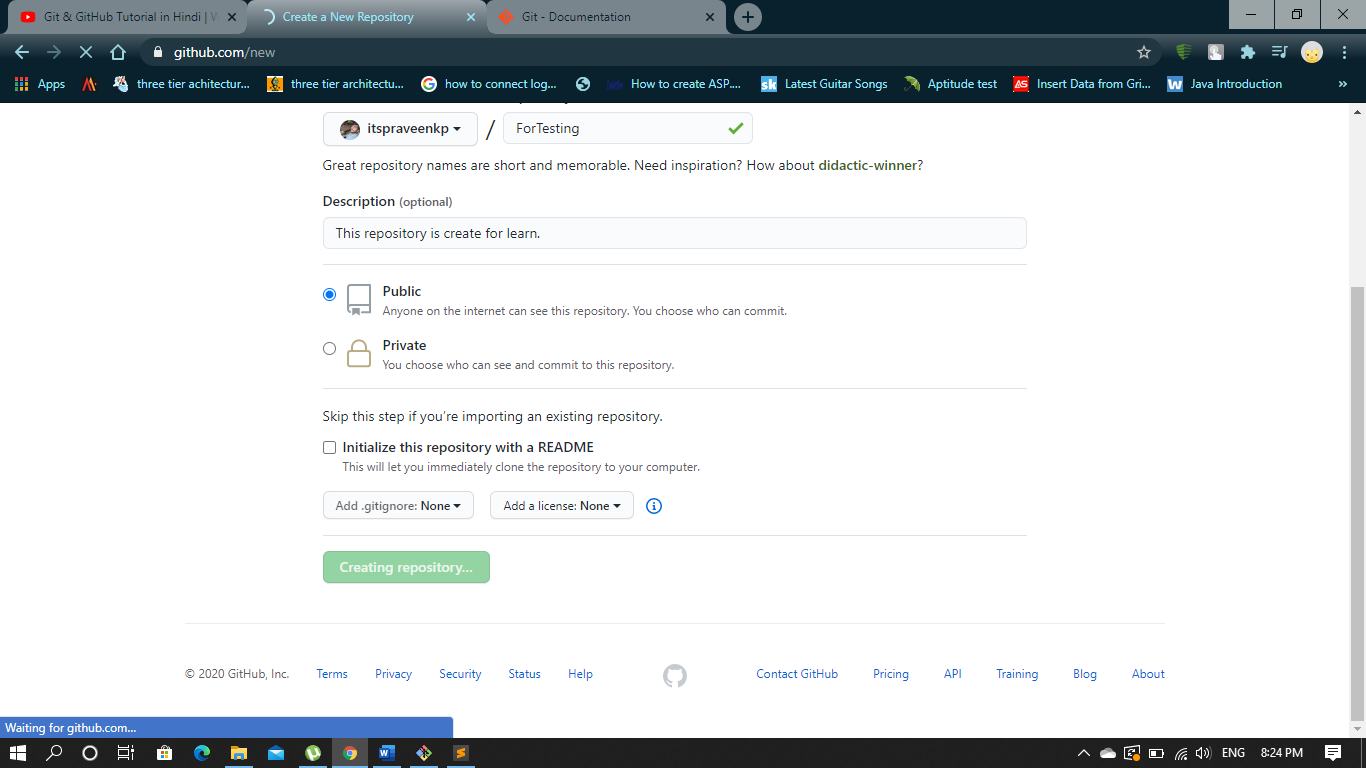 Git & GitHub Tutorial in Hindi |
Create a New Repository
Git - Documentation
github.com/new
Apps
three tier achitectur...
three tier architectu...
how to connect log...
How to create ASP....
Latest Guitar Songs
Aptitude test
Insert Data from Gri...
Java Introduction
»
itspraveenkp
/
ForTesting
Great repository names are short and memorable. Need inspiration? How about didactic-winner?
Description (optional)
This repository is create for learn.
Public
Anyone on the internet can see this repository. You choose who can commit.
Private
You choose who can see and commit to this repository.
Skip this step if you're importing an existing repository.
Initialize this repository with a README
This will let you immediately clone the repository to your computer.
Add .gitignore: None
Add a license: None
Creating repository...
© 2020 GitHub, Inc.
Terms
Privacy
Security
Status
Help
Contact GitHub
Pricing
API
Training
Blog
About
Waiting for github.com...
ENG
8:24 PM